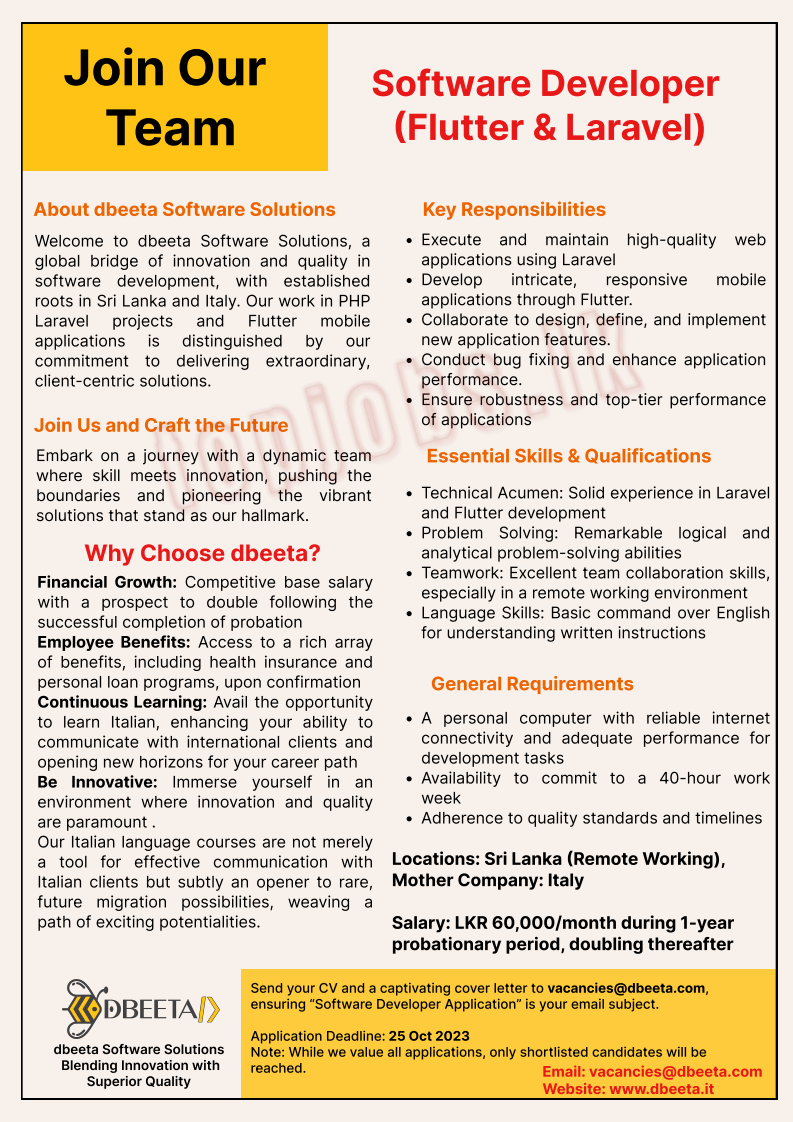 Join Our
Team
Software Developer
(Flutter & Laravel)
About dbeeta Software Solutions
Welcome to dbeeta Software Solutions, a
global bridge of innovation and quality in
software development, with established
roots in Sri Lanka and Italy. Our work in PHP
Laravel projects and Flutter mobile
applications is distinguished by our
commitment to delivering extraordinary,
client-centric solutions.
Join Us and Craft the Future
Embark on a journey with a dynamic team
where skill meets innovation, pushing the
boundaries and pioneering the vibrant
solutions that stand as our hallmark.
Why Choose dbeeta?
Financial Growth: Competitive base salary
with a prospect to double following the
successful completion of probation
Employee Benefits: Access to a rich array
of benefits, including health insurance and
personal loan programs, upon confirmation
Continuous Learning: Avail the opportunity
to learn Italian, enhancing your ability to
communicate with international clients and
opening new horizons for your career path
Be Innovative: Immerse yourself in an
environment where innovation and quality
are paramount .
Our Italian language courses are not merely
a tool for effective communication with
Italian clients but subtly an opener to rare,
future migration possibilities, weaving a
path of exciting potentialities.
Key Responsibilities
• Execute and maintain high-quality web
applications using Laravel
• Develop intricate, responsive mobile
applications through Flutter.
• Collaborate to design, define, and implement
new application features.
• Conduct bug fixing and enhance application
performance.
• Ensure robustness and top-tier performance
of applications
Essential Skills & Qualifications
• Technical Acumen: Solid experience in Laravel
and Flutter development
• Problem Solving: Remarkable logical and
analytical problem-solving abilities
• Teamwork: Excellent team collaboration skills,
especially in a remote working environment
• Language Skills: Basic command over English
for understanding written instructions
General Requirements
• A personal computer with reliable internet
connectivity and adequate performance for
development tasks
• Availability to commit to a 40-hour work
week
• Adherence to quality standards and timelines
Locations: Sri Lanka (Remote Working),
Mother Company: Italy
Salary: LKR 60,000/month during 1-year
probationary period, doubling thereafter
topjobs.lk
DBEETA
dbeeta Software Solutions
Blending Innovation with
Superior Quality
Send your CV and a captivating cover letter to vacancies@dbeeta.com,
ensuring “Software Developer Application” is your email subject.
Application Deadline: 25 Oct 2023
Note: While we value all applications, only shortlisted candidates will be
reached.
Email: vacancies@dbeeta.com
Website: www.dbeeta.it